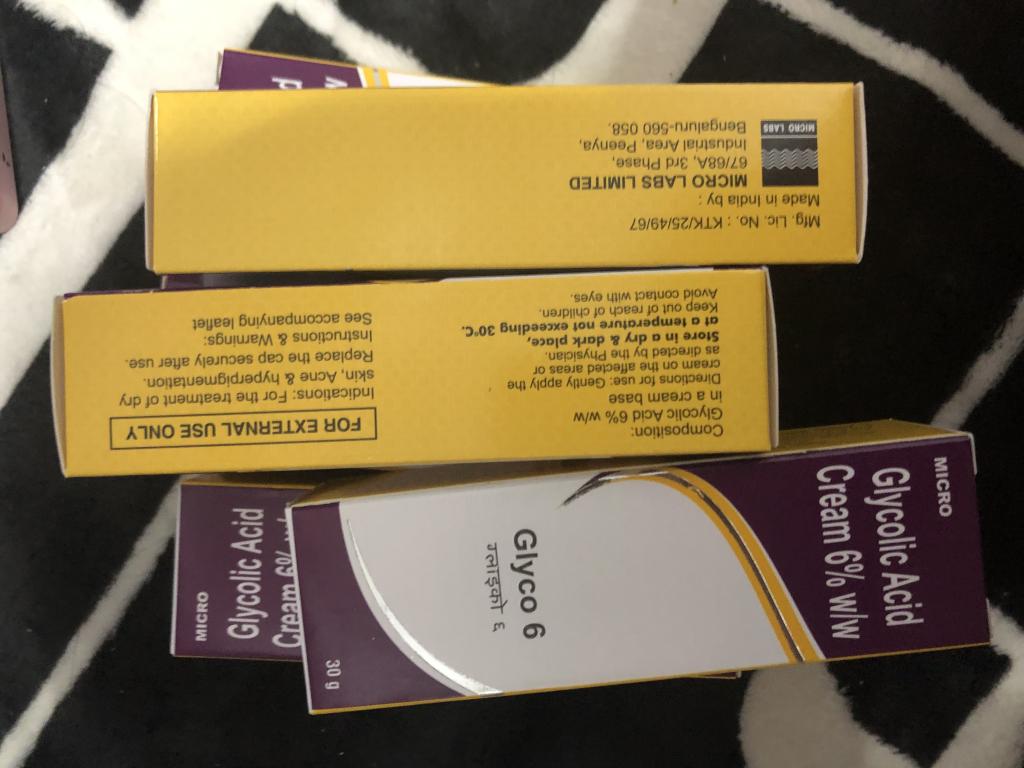 Mfg. Lic. No. : KTK/25/49/67
Made in India by :
MICRO LABS LIMITED
67/68A, 3rd Phase,
Industrial Area, Peenya,
Bengaluru-560 058.
MICRO LABS
Composition:
Glycolic Acid 6% w/w
in a cream base
Directions for use: Gently apply the
cream on the affected areas or
as directed by the Physician.
Store in a dry & dark place,
at a temperature not exceeding 30°C.
Keep out of reach of children.
Avoid contact with eyes.
FOR EXTERNAL USE ONLY
Indications: For the treatment of dry
skin, Acne & hyperpigmentation.
Replace the cap securely after use.
Instructions & Warnings:
See accompanying leaflet
MICRO
Glycolic Acid
Cream 6% w/w
Glyco 6
ग्लाइको ६
30 g
MICRO
Glycolic Acid
Cream 6%